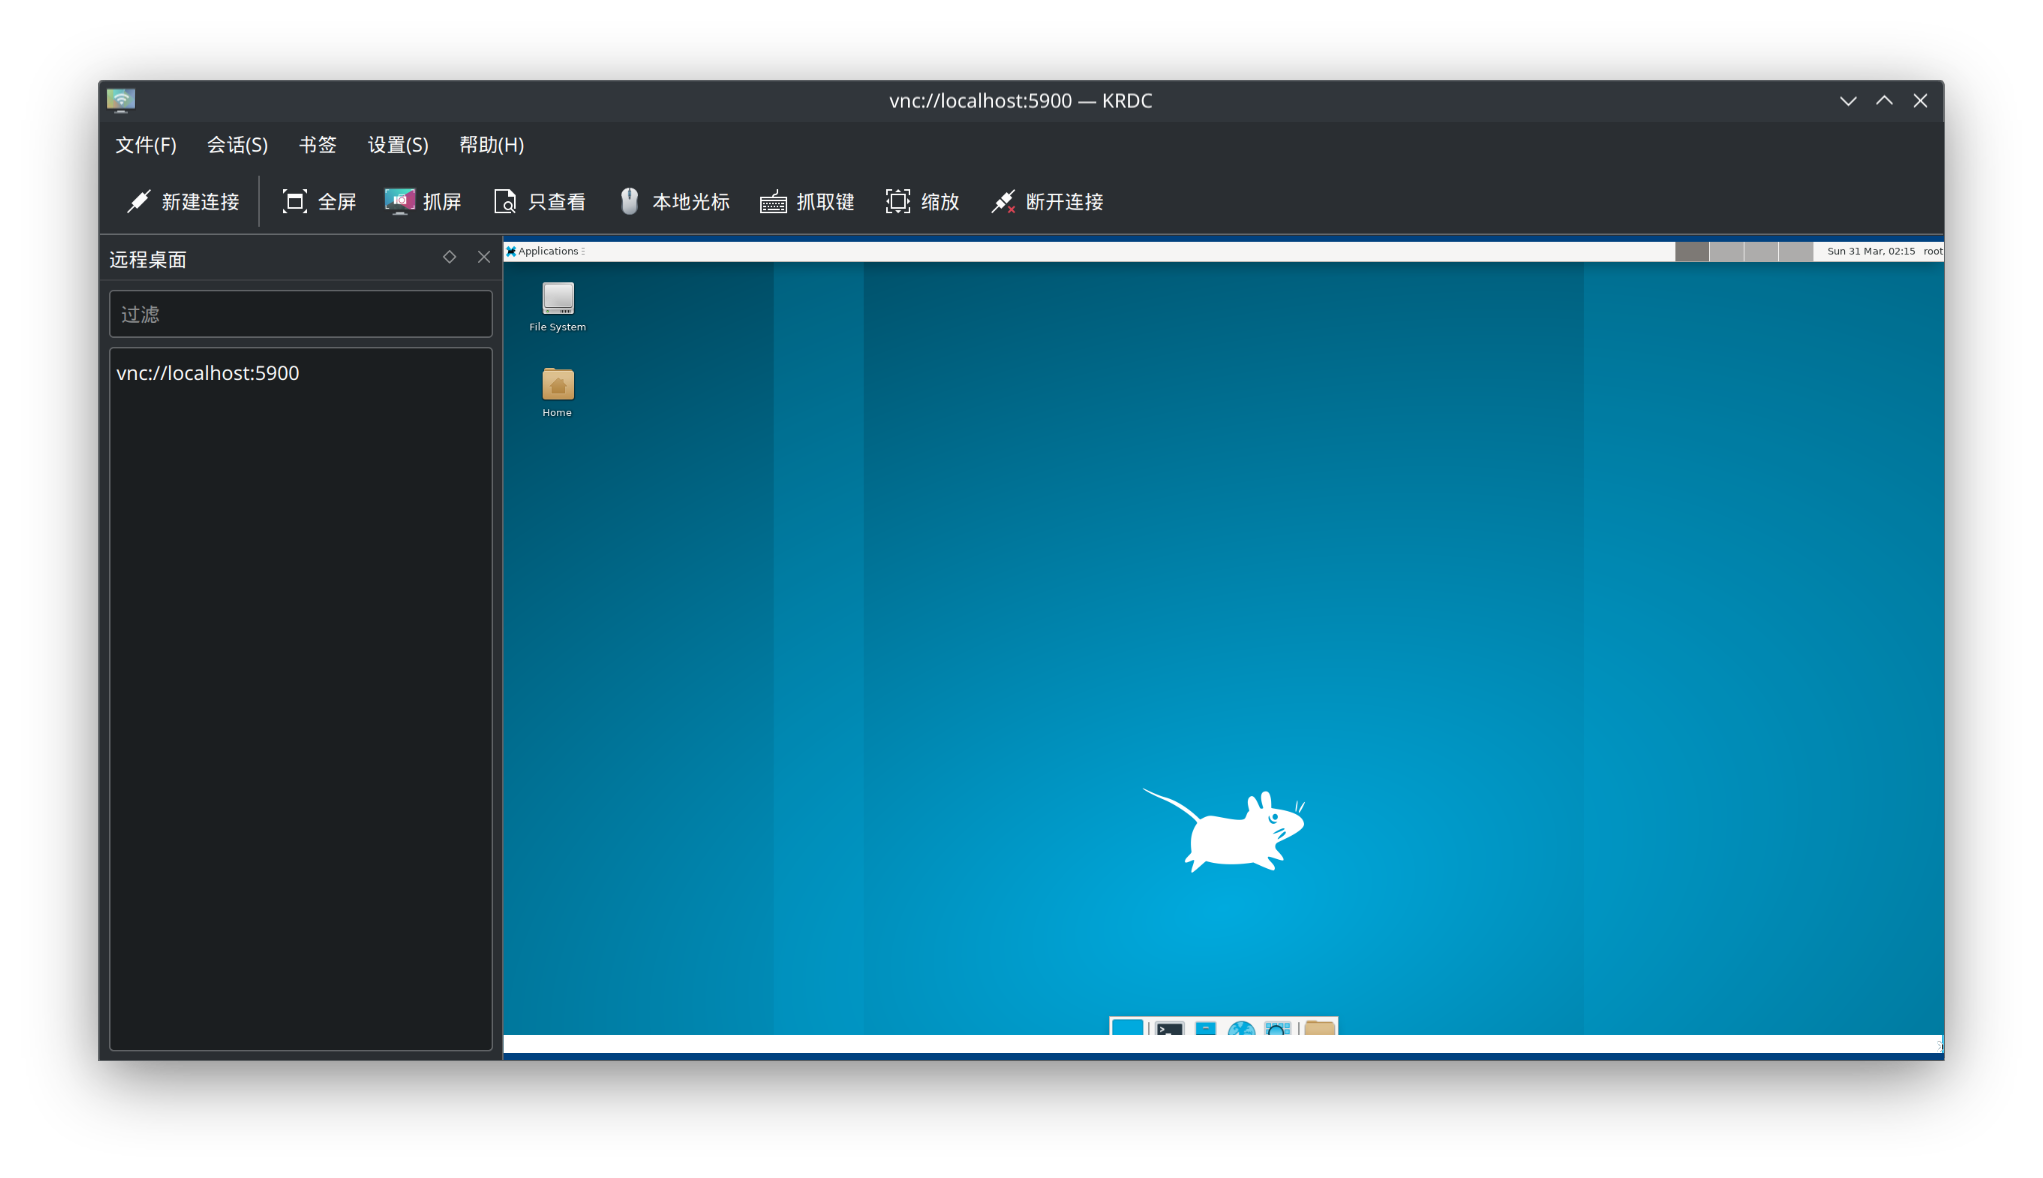 vnc://localhost:5900 — KRDC
文件(F) 会话(S) 书签 设置(S) 帮助(H)
新建连接 全屏 抓屏 只查看 本地光标 抓取键 缩放 断开连接
远程桌面
过滤
vnc://localhost:5900
Applications
Sun 31 Mar, 02:15 root
File System
Home